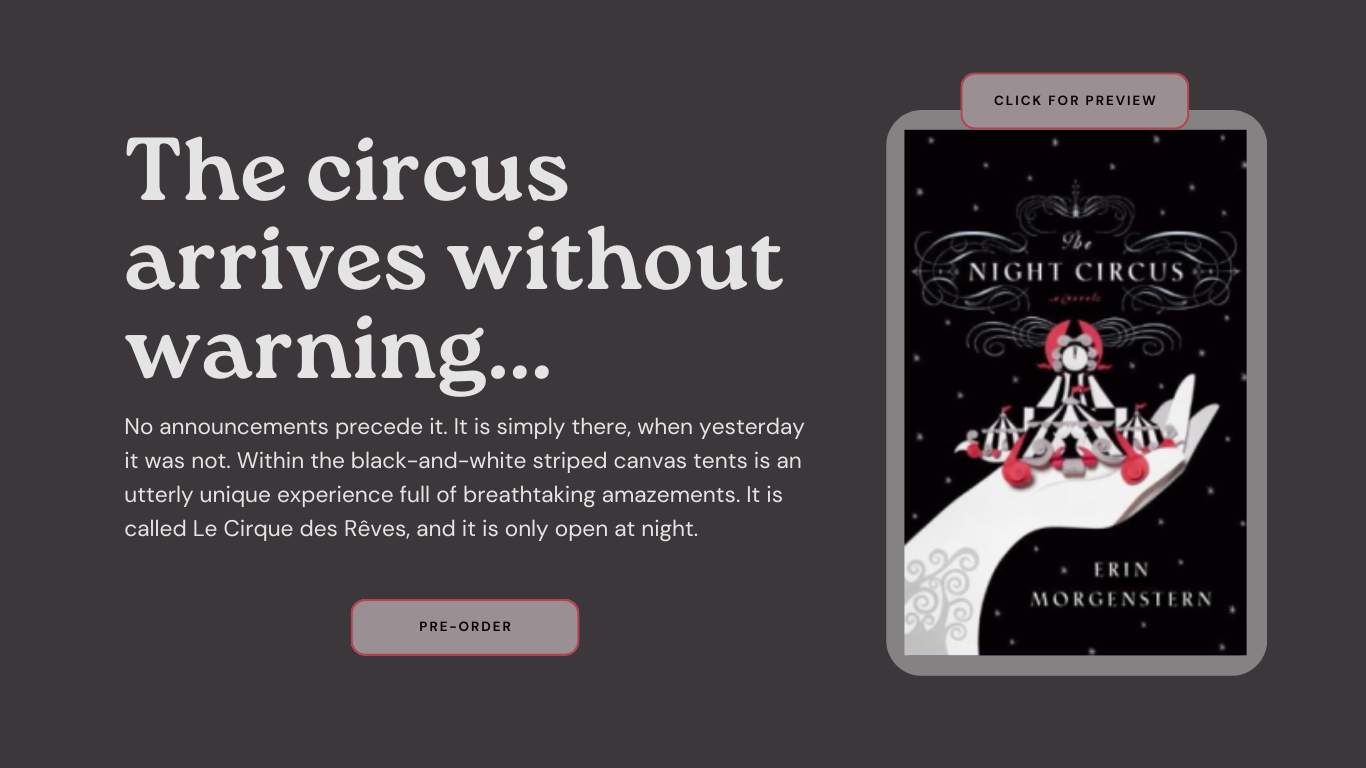 The circus
arrives without
warning...
No announcements precede it. It is simply there, when yesterday
it was not. Within the black-and-white striped canvas tents is an
utterly unique experience full of breathtaking amazements. It is
called Le Cirque des Rêves, and it is only open at night.
PRE-ORDER
CLICK FOR PREVIEW
The
NIGHT CIRCUS
a novel
ERIN
MORGENSTERN